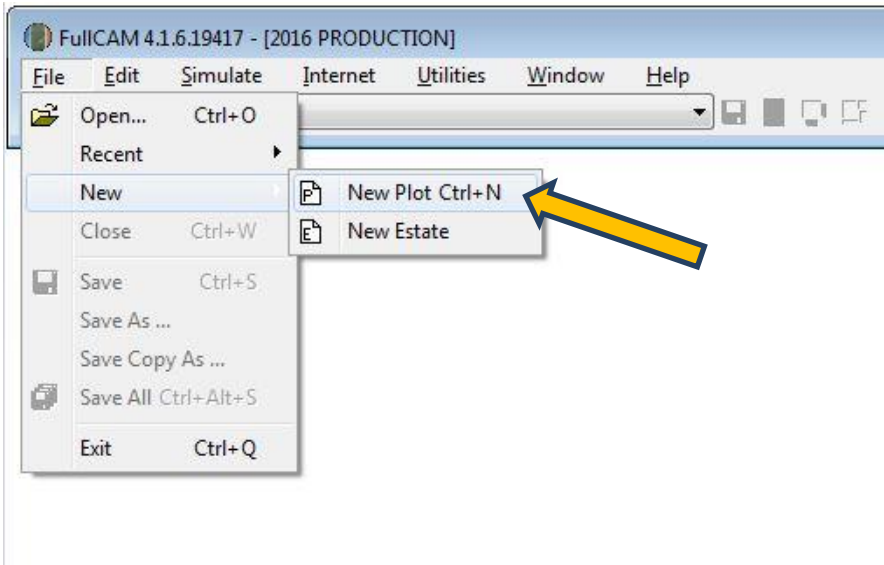 FullCAM 4.1.6.19417 - [2016 PRODUCTION]
File Edit Simulate Internet Utilities Window Help
Open... Ctrl+O
Recent
New
New Plot Ctrl+N
Close Ctrl+W
New Estate
Save Ctrl+S
Save As ...
Save Copy As ...
Save All Ctrl+Alt+S
Exit Ctrl+Q